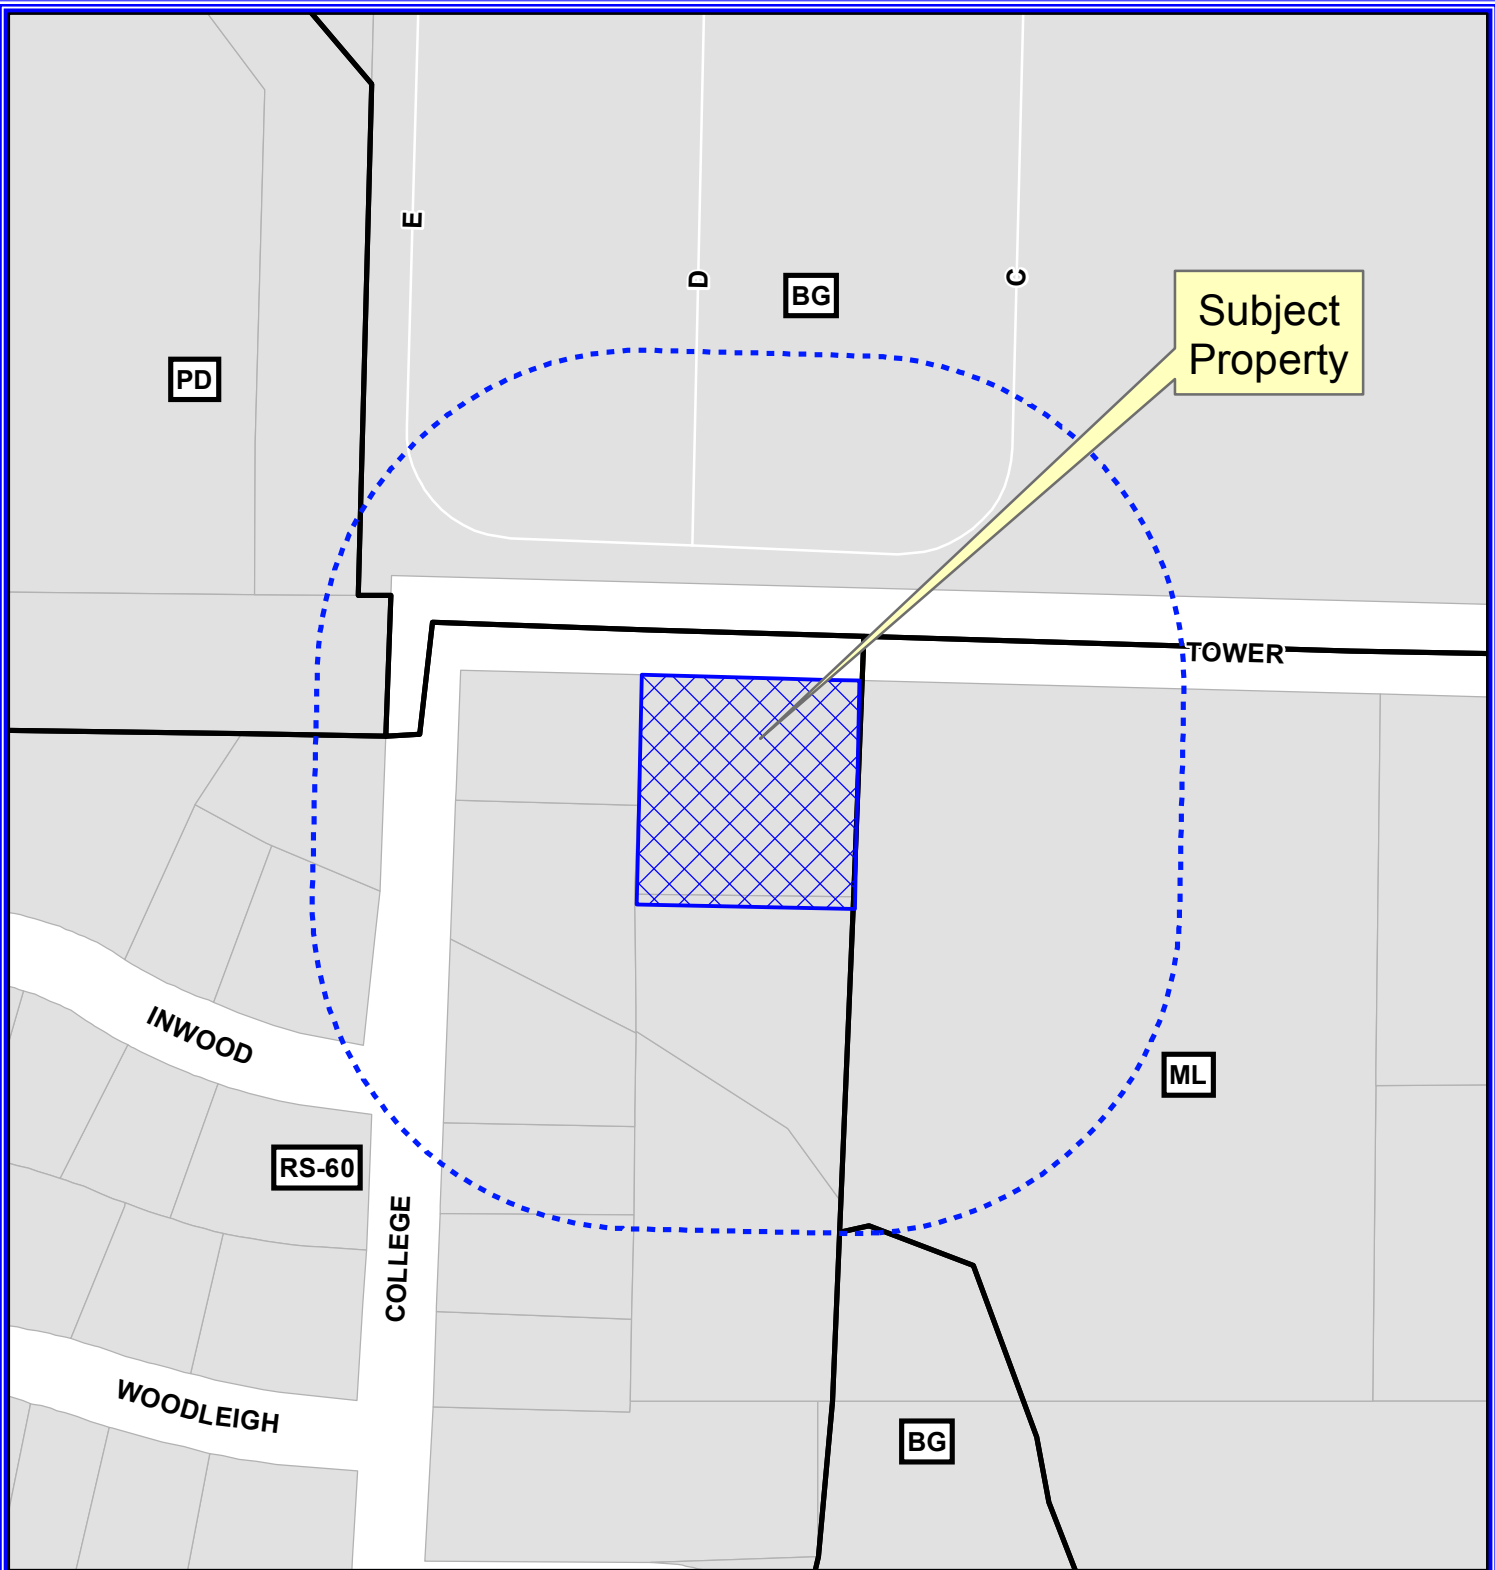 E
D
BG
C
Subject
Property
PD
TOWER
INWOOD
ML
RS-60
COLLEGE
WOODLEIGH
BG